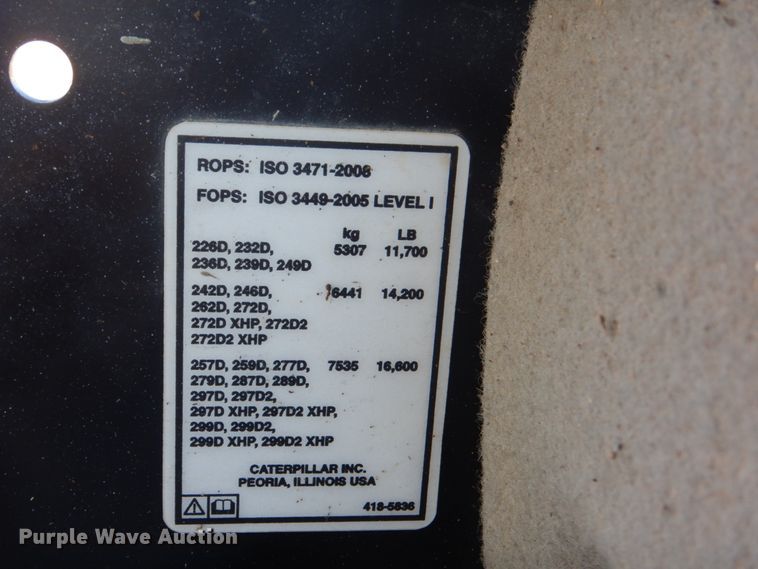 ROPS: ISO 3471-2008
FOPS: ISO 3449-2005 LEVEL I
kg LB
226D, 232D, 5307 11,700
236D, 239D, 249D
242D, 246D, 6441 14,200
262D, 272D,
272D XHP, 272D2
272D2 XHP
257D, 259D, 277D, 7535 16,600
279D, 287D, 289D,
297D, 297D2,
297D XHP, 297D2 XHP,
299D, 299D2,
299D XHP, 299D2 XHP
CATERPILLAR INC.
PEORIA, ILLINOIS USA
418-5836
Purple Wave Auction